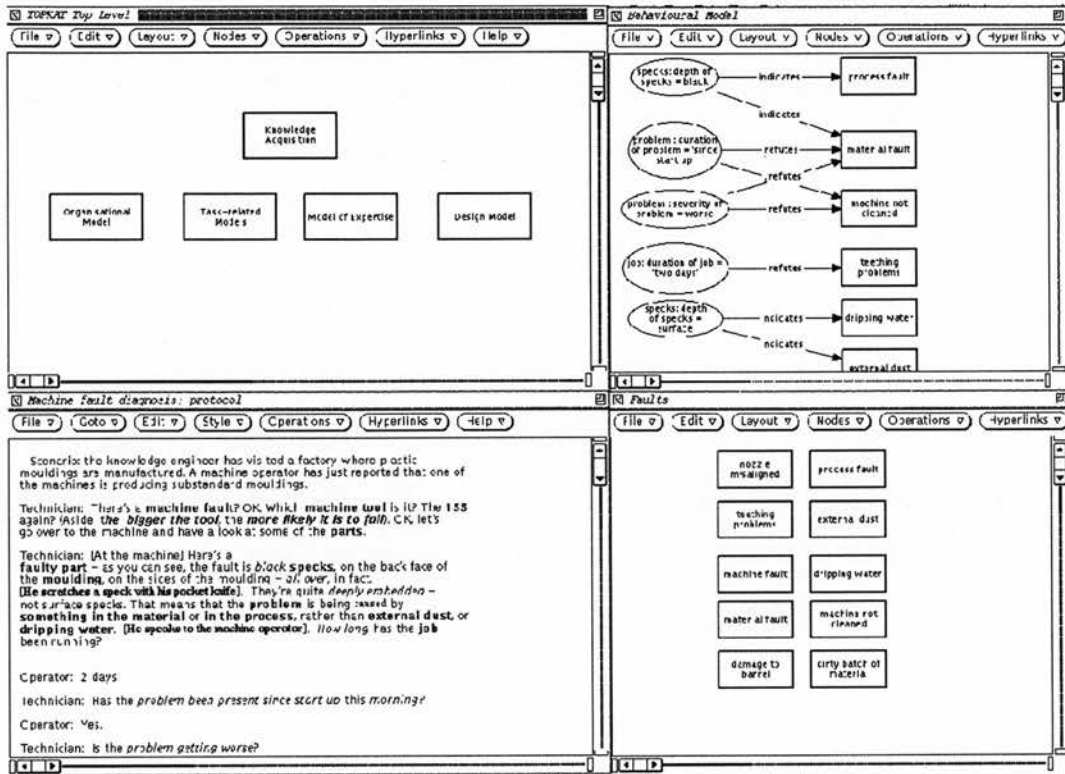 TOPKAT Top Level
File Edit Layout Nodes Operations Hyperlinks Help
Knowledge
Acquisition
Organisational
Model
Task-related
Models
Model of Expertise
Design Model
Behavioural Model
File Edit Layout Nodes Operations Hyperlinks
specks: depth of
specks = black
indicates
process fault
indicates
problem : duration
of problem = 'since
start up
refutes
material fault
refutes
problem : severity of
problem = worse
refutes
machine not
cleaned
job: duration of job =
'two days'
refutes
teething
problems
specks: depth
of specks =
surface
indicates
dripping water
indicates
external dust
Machine fault diagnosis: protocol
File Goto Edit Style Operations Hyperlinks Help
Scenario: the knowledge engineer has visited a factory where plastic
mouldings are manufactured. A machine operator has just reported that one of
the machines is producing substandard mouldings.
Technician: There's a machine fault? OK. Which machine tool is it? The 155
again? (Aside the bigger the tool, the more likely it is to fail). OK, let's
go over to the machine and have a look at some of the parts.
Technician: [At the machine] Here's a
faulty part - as you can see, the fault is black specks, on the back face of
the moulding, on the sides of the moulding - all over, in fact.
[He scratches a speck with his pocket knife]. They're quite deeply embedded -
not surface specks. That means that the problem is being caused by
something in the material or in the process, rather than external dust, or
dripping water. [He speaks to the machine operator]. How long has the job
been running?
Operator: 2 days
Technician: Has the problem been present since start up this morning?
Operator: Yes.
Technician: Is the problem getting worse?
Faults
File Edit Layout Nodes Operations Hyperlinks
nozzle
misaligned
process fault
teething
problems
external dust
machine fault
dripping water
material fault
machine not
cleaned
damage to
barrel
dirty batch of
material